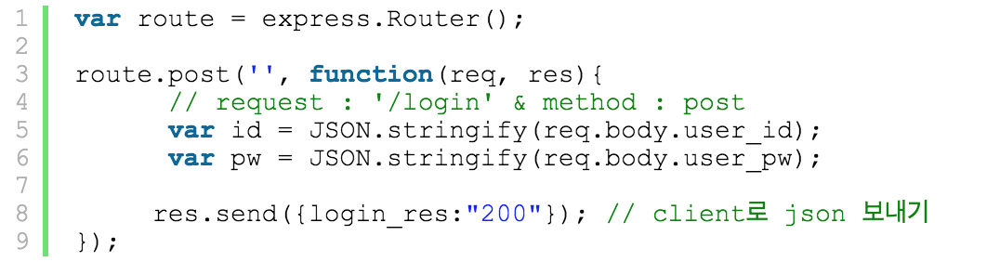 1 var route = express.Router();
2
3 route.post('', function(req, res){
4 // request : '/login' & method : post
5 var id = JSON.stringify(req.body.user_id);
6 var pw = JSON.stringify(req.body.user_pw);
7
8 res.send({login_res:"200"}); // client로 json 보내기
9 });